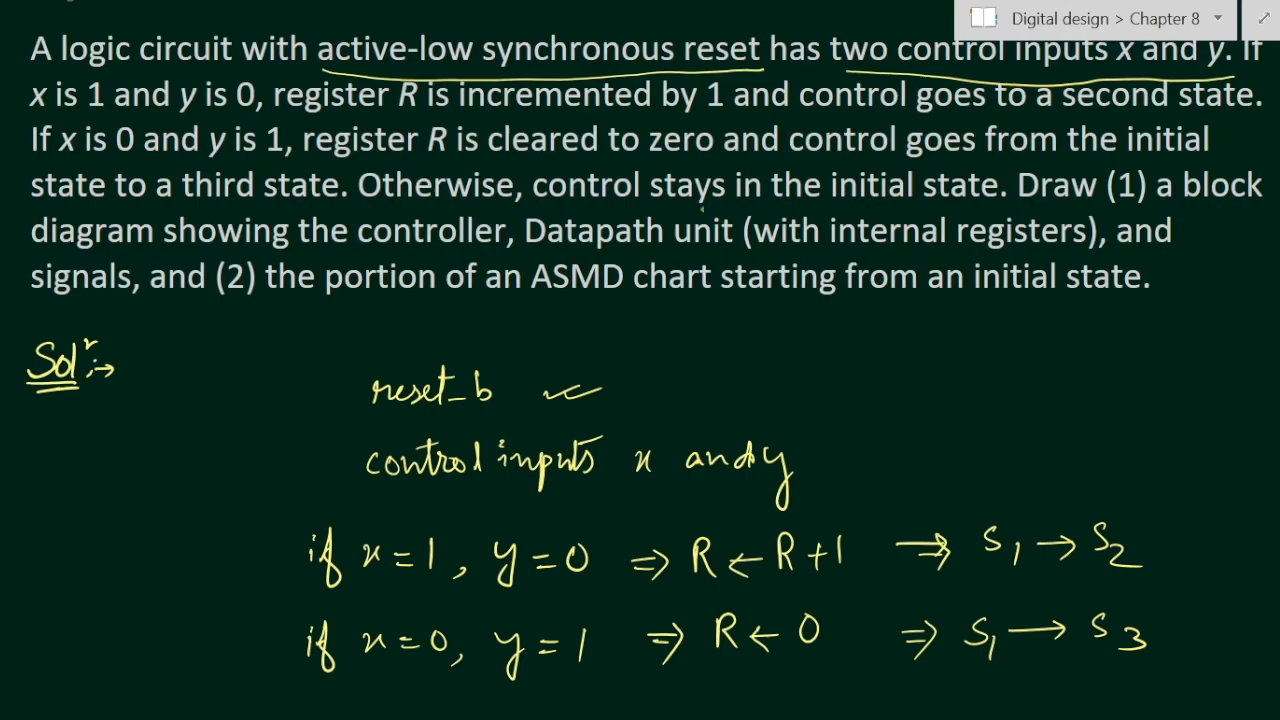 Digital design > Chapter 8
A logic circuit with active-low synchronous reset has two control inputs x and y. If
x is 1 and y is 0, register R is incremented by 1 and control goes to a second state.
If x is 0 and y is 1, register R is cleared to zero and control goes from the initial
state to a third state. Otherwise, control stays in the initial state. Draw (1) a block
diagram showing the controller, Datapath unit (with internal registers), and
signals, and (2) the portion of an ASMD chart starting from an initial state.
Solⁿ :→
reset_b ✓
control inputs x and y
if x = 1, y = 0 ⇒ R ← R + 1 → S1 → S2
if x = 0, y = 1 ⇒ R ← 0 ⇒ S1 → S3